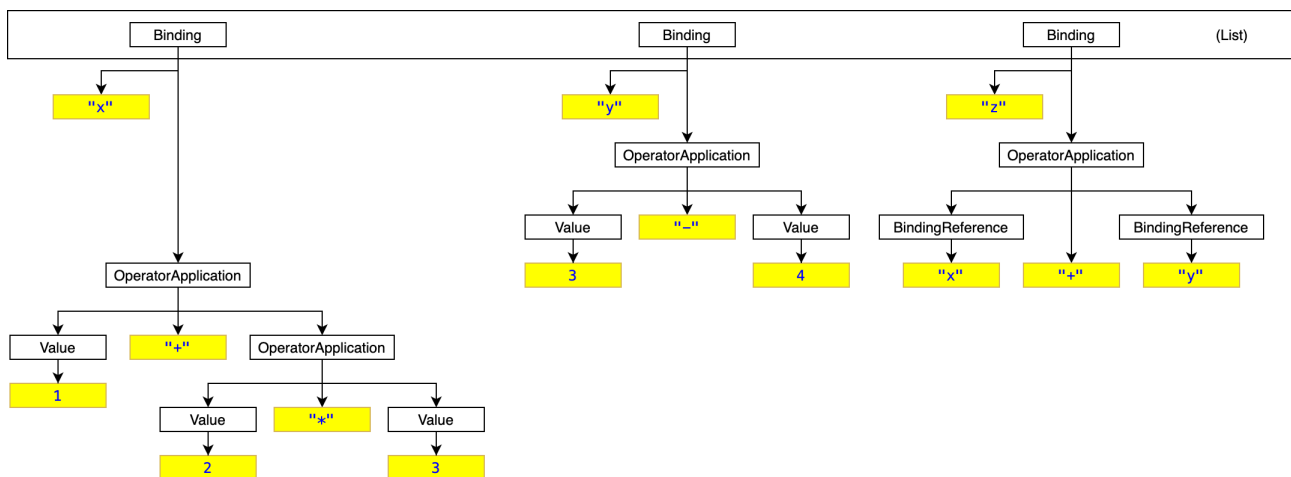 Binding Binding Binding (List)
"x" "y" "z"
OperatorApplication OperatorApplication
Value "-" Value BindingReference BindingReference
OperatorApplication 3 4 "x" "+" "y"
Value "+" OperatorApplication
1
Value "*" Value
2 3